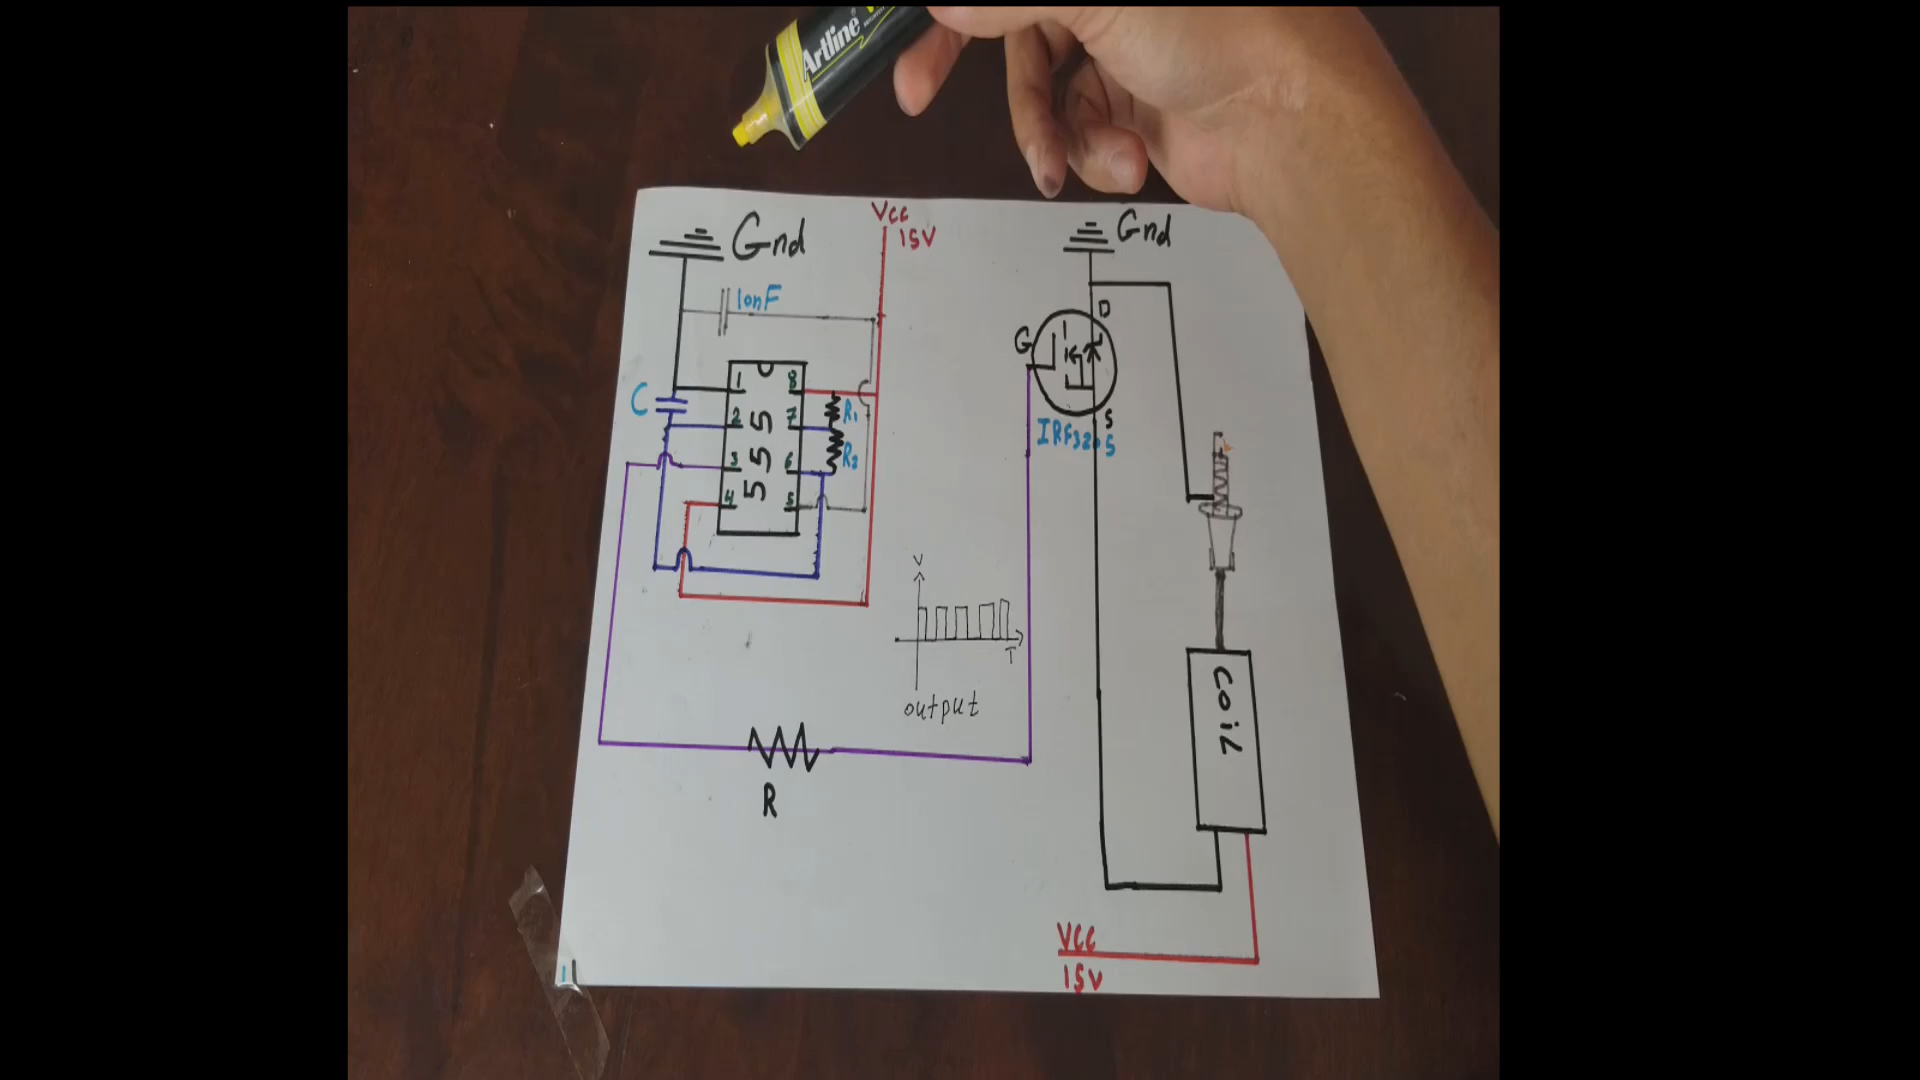 Artline
Gnd
VCC
15V
Gnd
10nF
D
G
1
8
C
2
7
R1
S
IRF3205
555
3
6
R2
4
5
V
T
output
COIL
R
VCC
15V